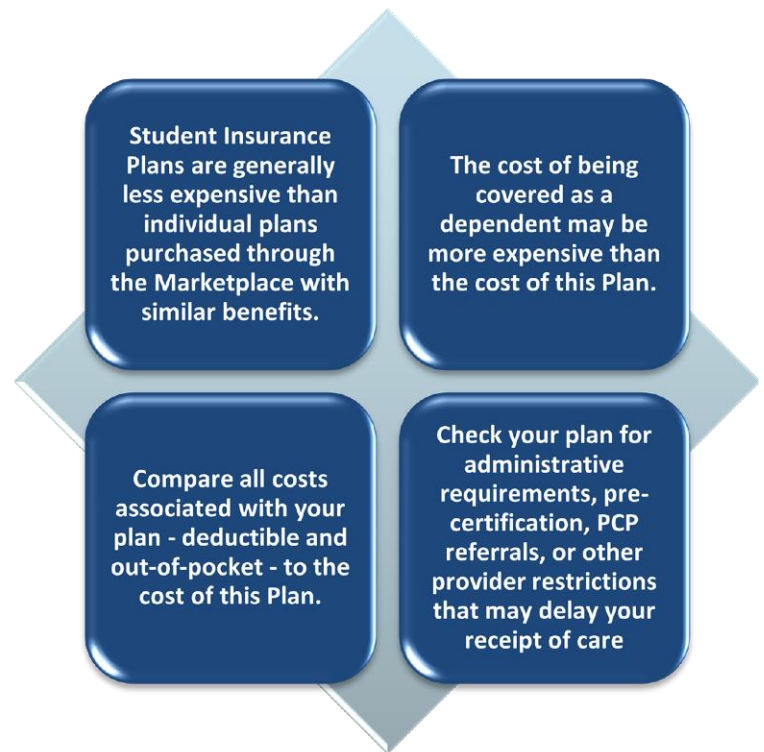 Student Insurance
Plans are generally
less expensive than
individual plans
purchased through
the Marketplace with
similar benefits.
The cost of being
covered as a
dependent may be
more expensive than
the cost of this Plan.
Compare all costs
associated with your
plan - deductible and
out-of-pocket - to the
cost of this Plan.
Check your plan for
administrative
requirements, pre-
certification, PCP
referrals, or other
provider restrictions
that may delay your
receipt of care